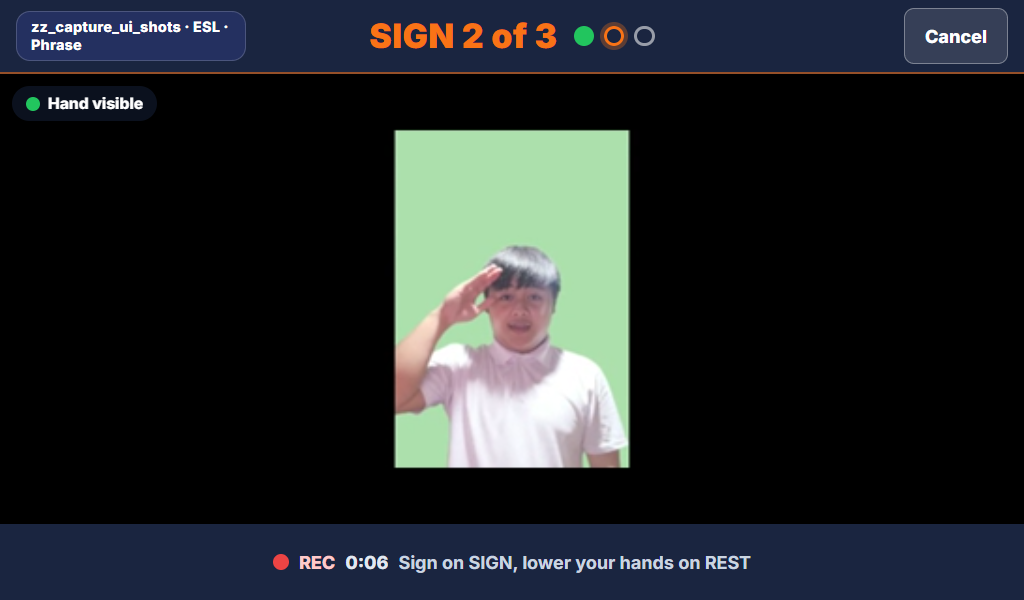 zz_capture_ui_shots · ESL ·
Phrase
SIGN 2 of 3
Cancel
Hand visible
REC 0:06 Sign on SIGN, lower your hands on REST